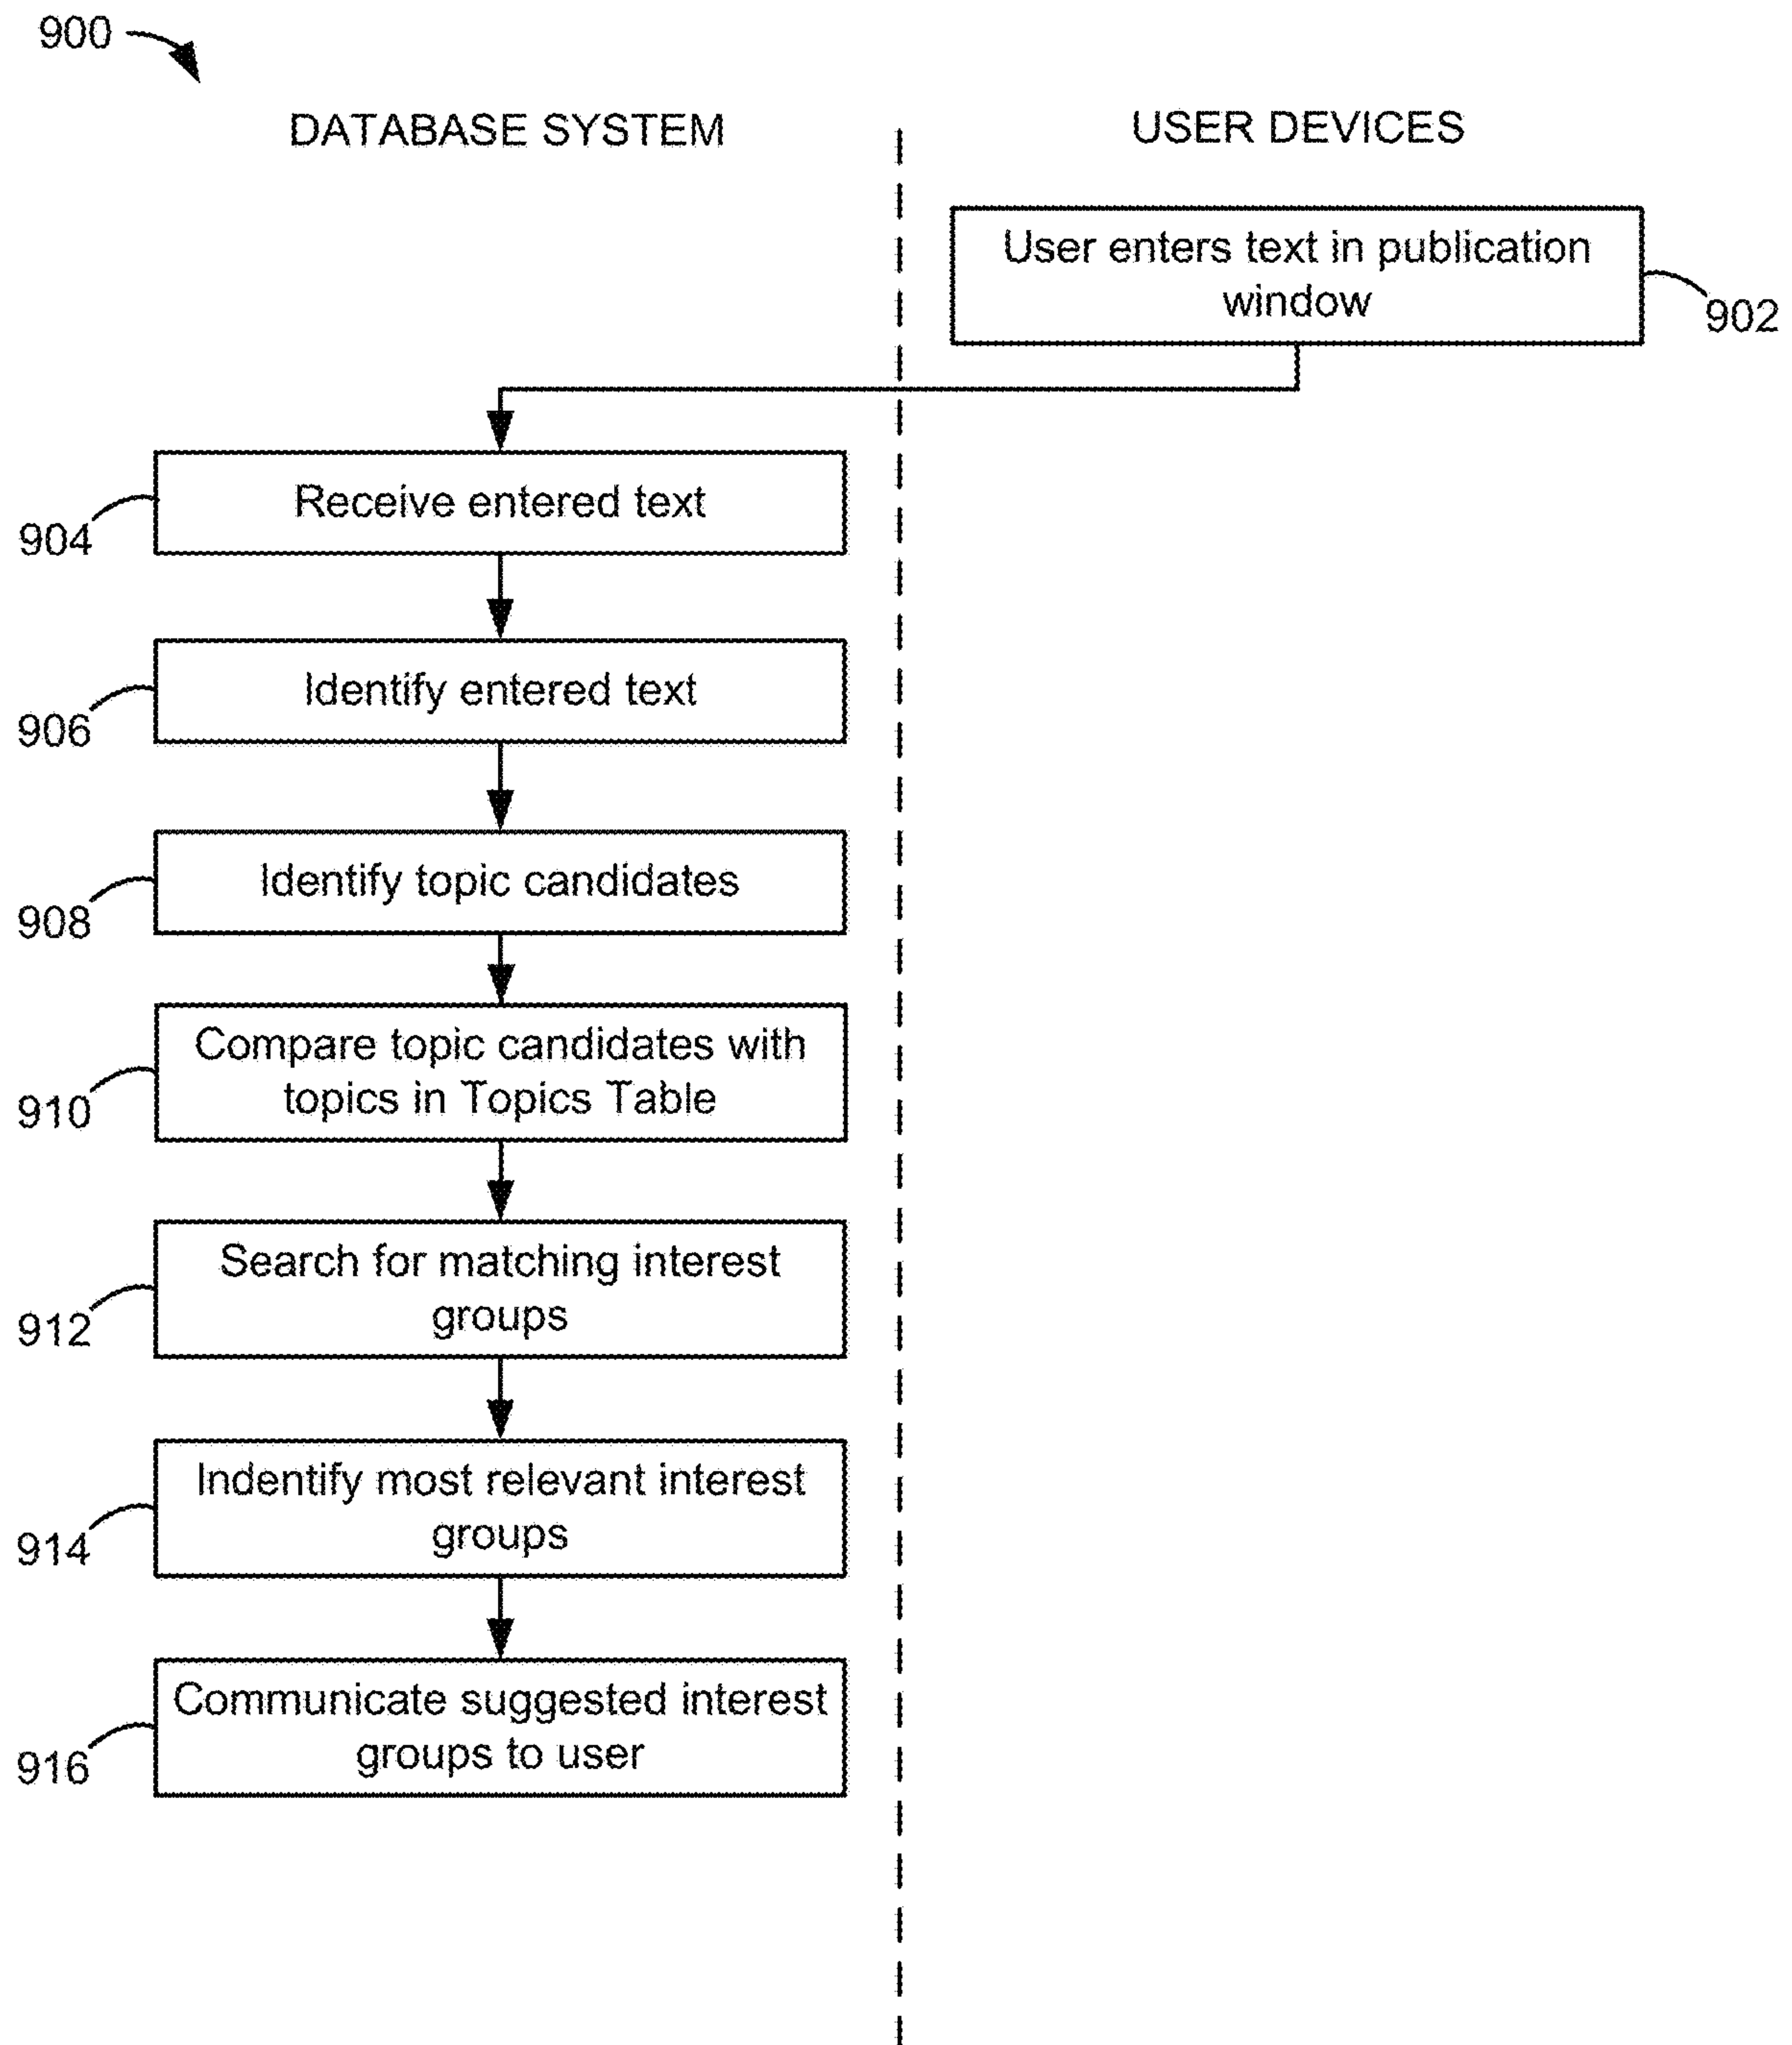 900
DATABASE SYSTEM
USER DEVICES
User enters text in publication
window
902
Receive entered text
904
Identify entered text
906
Identify topic candidates
908
Compare topic candidates with
topics in Topics Table
910
Search for matching interest
groups
912
Indentify most relevant interest
groups
914
Communicate suggested interest
groups to user
916